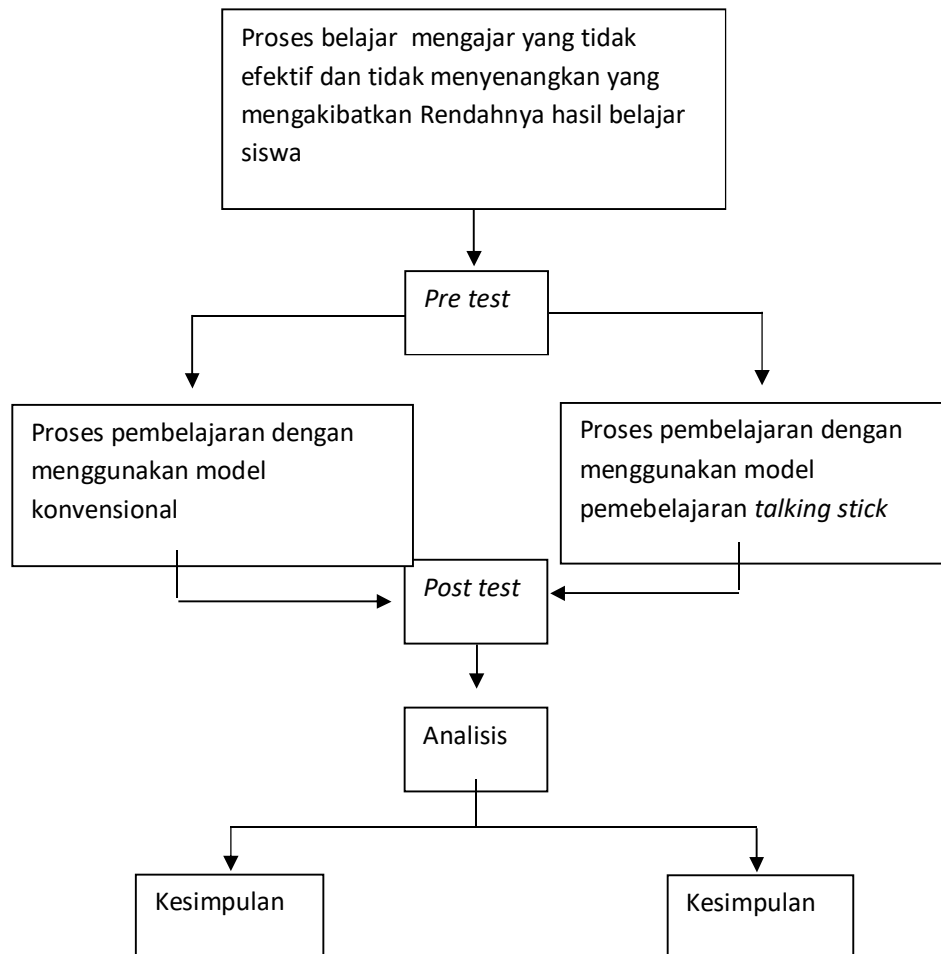 Proses belajar  mengajar yang tidak
efektif dan tidak menyenangkan yang
mengakibatkan Rendahnya hasil belajar
siswa
Pre test
Proses pembelajaran dengan
menggunakan model
konvensional
Proses pembelajaran dengan
menggunakan model
pemebelajaran talking stick
Post test
Analisis
Kesimpulan
Kesimpulan